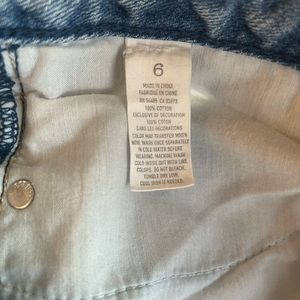 6
MADE IN CHINA
FABRIQUÉ EN CHINE
100% COTTON
EXCLUSIVE OF DECORATION
100% COTON
SANS LES DÉCORATIONS
COLOR MAY TRANSFER WHEN
NEW. WASH ONCE SEPARATELY
IN COLD WATER BEFORE
WEARING. MACHINE WASH
COLD INSIDE OUT WITH LIKE
COLORS. DO NOT BLEACH.
TUMBLE DRY LOW.
COOL IRON IF NEEDED.